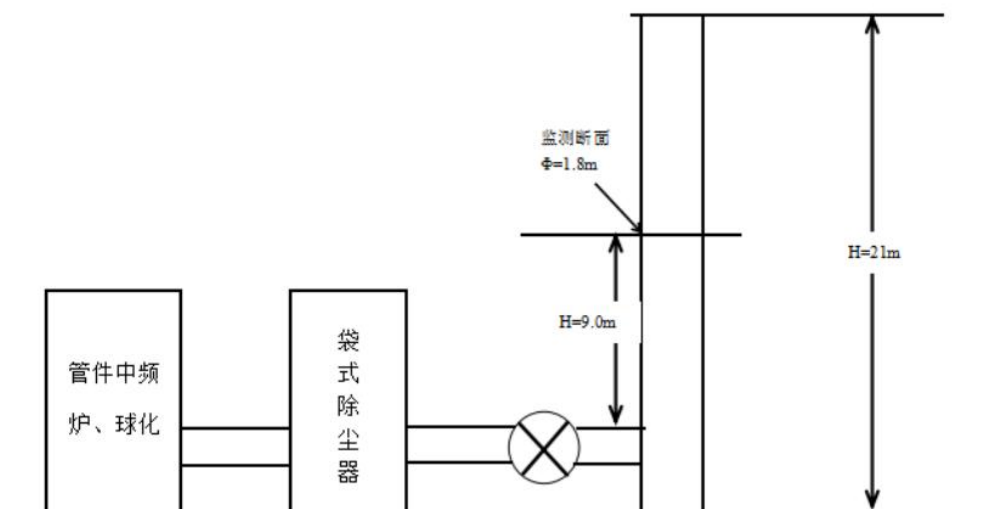 监测断面
Φ=1.8m
H=21m
H=9.0m
管件中频
炉、球化
袋
式
除
尘
器